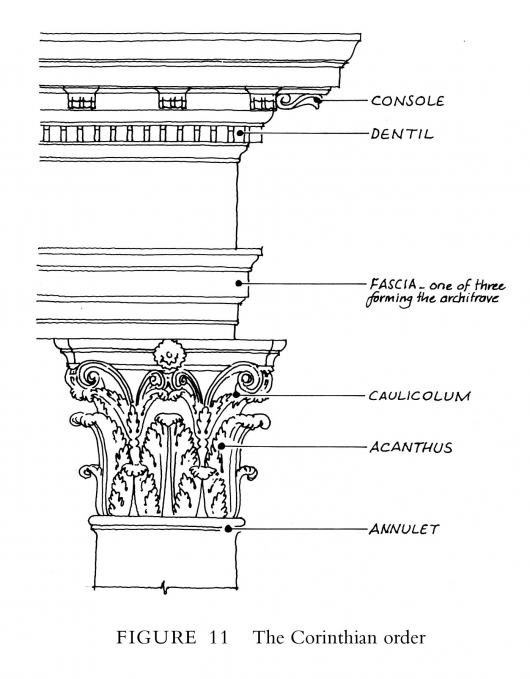 CONSOLE
DENTIL
FASCIA - one of three
forming the architrave
CAULICOLUM
ACANTHUS
ANNULET
FIGURE 11 The Corinthian order